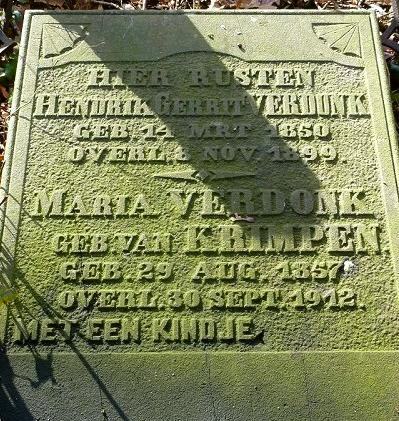 HIER RUSTEN
HENDRIK GERRIT VERDONK
GEB. 14 MRT 1850
OVERL. 8 NOV. 1899.
MARIA VERDONK
GEB. VAN KRIMPEN.
GEB. 29 AUG. 1857
OVERL. 30 SEPT. 1912.
MET EEN KINDJE.